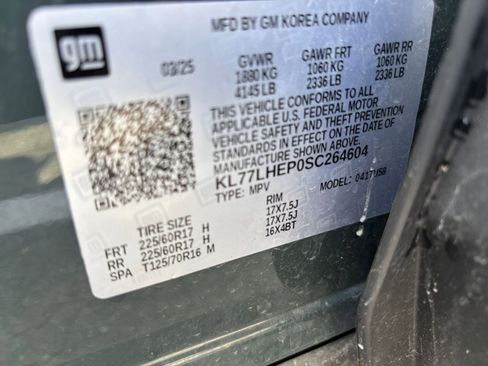 gm
MFD BY GM KOREA COMPANY
03/25
GVWR GAWR FRT GAWR RR
1880 KG 1060 KG 1060 KG
4145 LB 2336 LB 2336 LB
THIS VEHICLE CONFORMS TO ALL
APPLICABLE U.S. FEDERAL MOTOR
VEHICLE SAFETY AND THEFT PREVENTION
STANDARDS IN EFFECT ON THE DATE OF
MANUFACTURE SHOWN ABOVE.
KL77LHEP0SC264604
TYPE: MPV MODEL:
TIRE SIZE RIM
FRT 225/60R17 H 17X7.5J
RR 225/60R17 H 17X7.5J
SPA T125/70R16 M 16X4BT